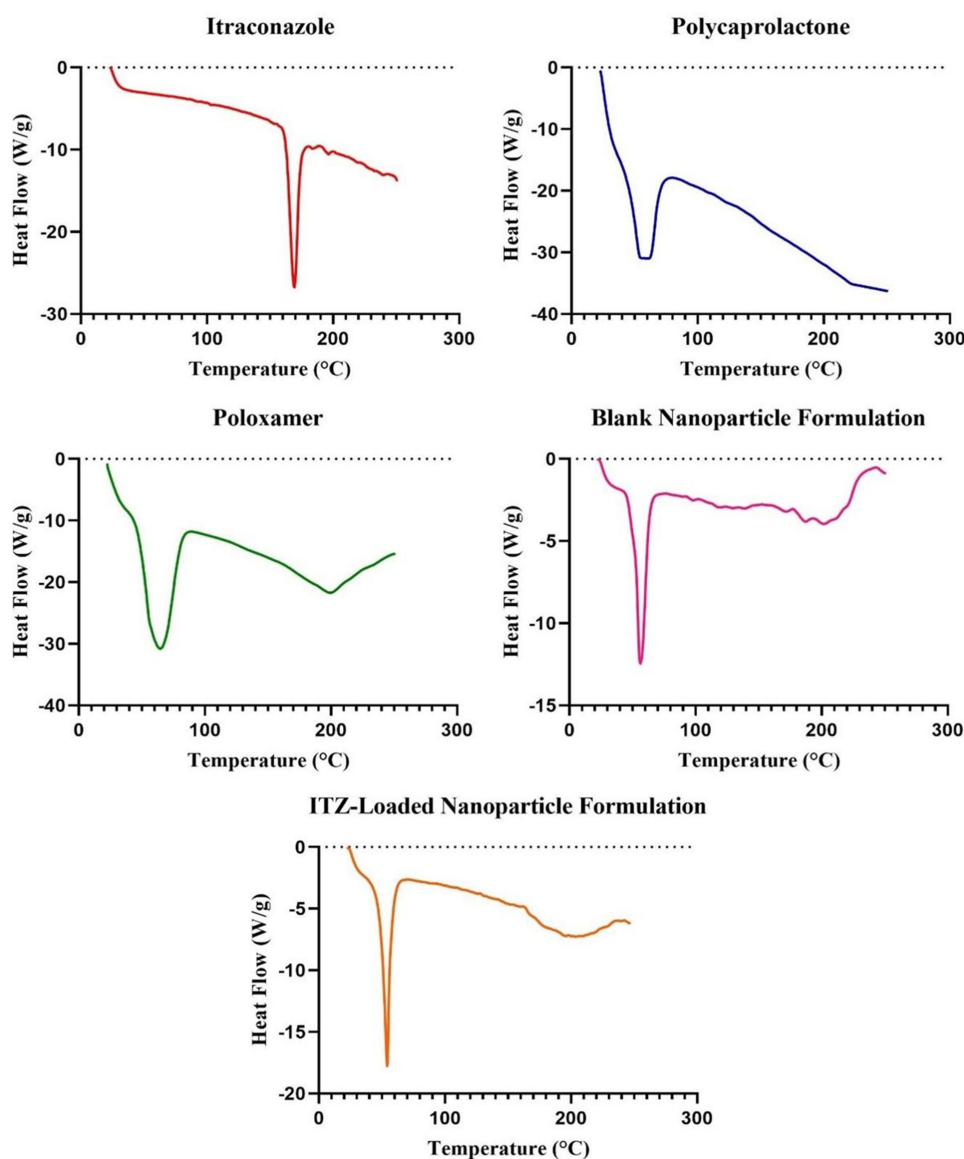 Itraconazole
0
-10
-20
-30
Heat Flow (W/g)
0 100 200 300
Temperature (°C)
Polycaprolactone
0
-10
-20
-30
-40
Heat Flow (W/g)
0 100 200 300
Temperature (°C)
Poloxamer
0
-10
-20
-30
-40
Heat Flow (W/g)
0 100 200 300
Temperature (°C)
Blank Nanoparticle Formulation
0
-5
-10
-15
Heat Flow (W/g)
0 100 200 300
Temperature (°C)
ITZ-Loaded Nanoparticle Formulation
0
-5
-10
-15
-20
Heat Flow (W/g)
0 100 200 300
Temperature (°C)